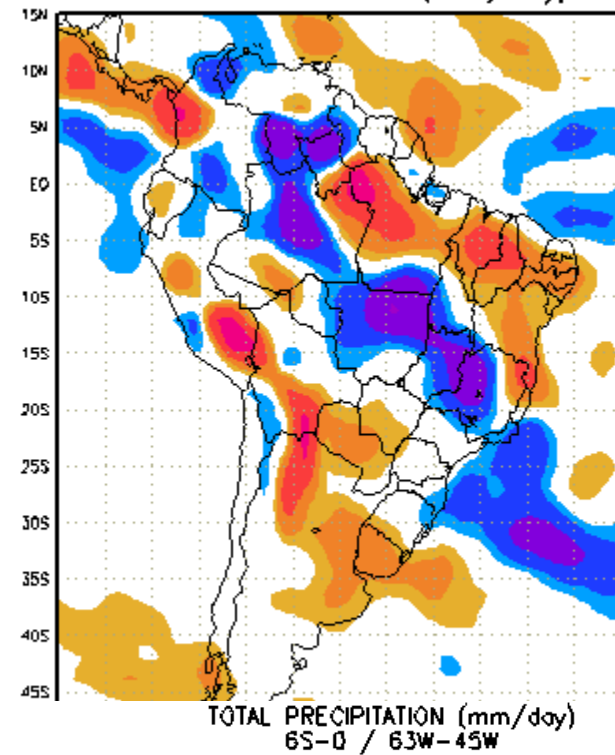 15N
10N
5N
EQ
5S
10S
15S
20S
25S
30S
35S
40S
45S
TOTAL PRECIPITATION (mm/day)
6S-0 / 63W-45W